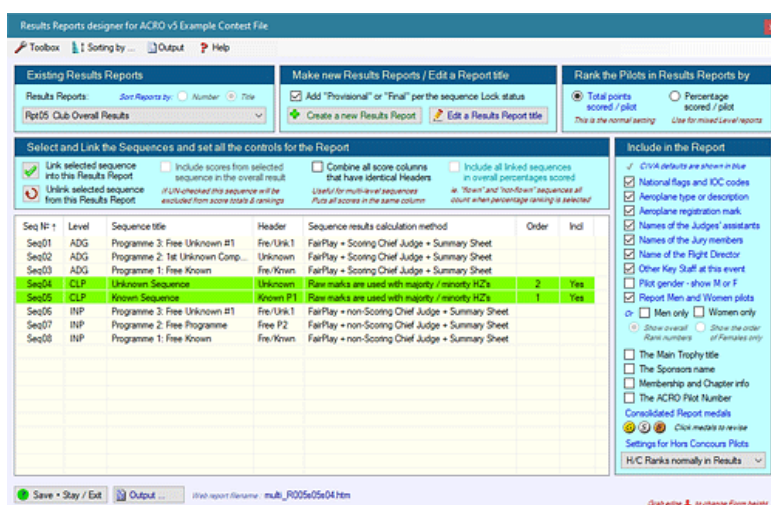 Results Reports designer for ACRO v5 Example Contest File
Toolbox Sorting by ... Output ? Help
Existing Results Reports
Results Reports: Sort Reports by: Number Title
Rpt05 Club Overall Results
Make new Results Reports / Edit a Report title
Add "Provisional" or "Final" per the sequence Lock status
Create a new Results Report Edit a Results Report title
Rank the Pilots in Results Reports by
Total points scored / pilot Percentage scored / pilot
This is the normal setting Use for mixed Level reports
Select and Link the Sequences and set all the controls for the Report
Link selected sequence into this Results Report
Unlink selected sequence from this Results Report
Include scores from selected sequence in the overall result
If UN-checked this sequence will be excluded from score totals & rankings
Combine all score columns that have identical Headers
Useful for multi-level sequences
Puts all scores in the same column
Include all linked sequences in overall percentages scored
ie. "flown" and "non-flown" sequences all count when percentage ranking is selected
Seq № ↑ Level Sequence title Header Sequence results calculation method Order Incl
Seq01 ADG Programme 3: Free Unknown #1 Fre/Unk1 FairPlay + Scoring Chief Judge + Summary Sheet
Seq02 ADG Programme 2: 1st Unknown Comp... Unknown FairPlay + Scoring Chief Judge + Summary Sheet
Seq03 ADG Programme 1: Free Known Fre/Knwn FairPlay + Scoring Chief Judge + Summary Sheet
Seq04 CLP Unknown Sequence Unknown Raw marks are used with majorty / minority HZ's 2 Yes
Seq05 CLP Known Sequence Known P1 Raw marks are used with majorty / minority HZ's 1 Yes
Seq06 INP Programme 3: Free Unknown #1 Fre/Unk1 FairPlay + non-Scoring Chief Judge + Summary Sheet
Seq07 INP Programme 2: Free Programme Free P2 FairPlay + non-Scoring Chief Judge + Summary Sheet
Seq08 INP Programme 1: Free Known Fre/Knwn FairPlay + non-Scoring Chief Judge + Summary Sheet
Include in the Report
CIVA defaults are shown in blue
National flags and IOC codes
Aeroplane type or description
Aeroplane registration mark
Names of the Judges' assistants
Names of the Jury members
Name of the Flight Director
Other Key Staff at this event
Pilot gender - show M or F
Report Men and Women pilots
Or Men only Women only
Show overall Rank numbers Show the order of Females only
The Main Trophy title
The Sponsors name
Membership and Chapter info
The ACRO Pilot Number
Consolidated Report medals
G S B Click medals to revise
Settings for Hors Concours Pilots
H/C Ranks normally in Results
Save + Stay / Exit Output ... Web report filename: multi_R005s05s04.htm
Grab edge to change Form height